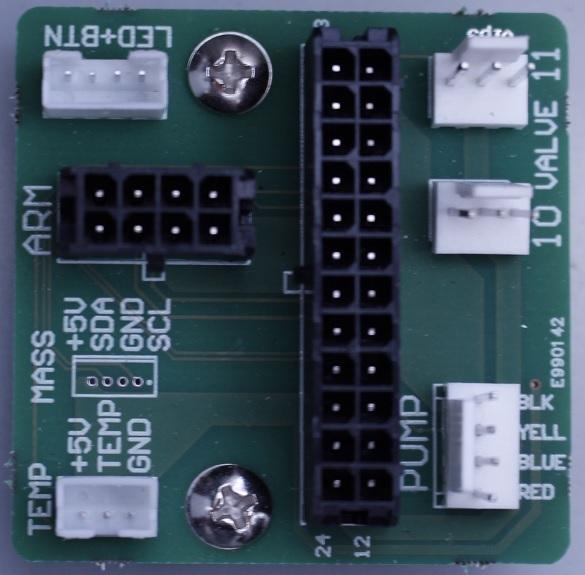 LED+BTN
11
10 VALVE
ARM
MASS
+5V
SDA
GND
SCL
E990142
TEMP
+5V
TEMP
GND
PUMP
BLK
YELL
BLUE
RED
24
12